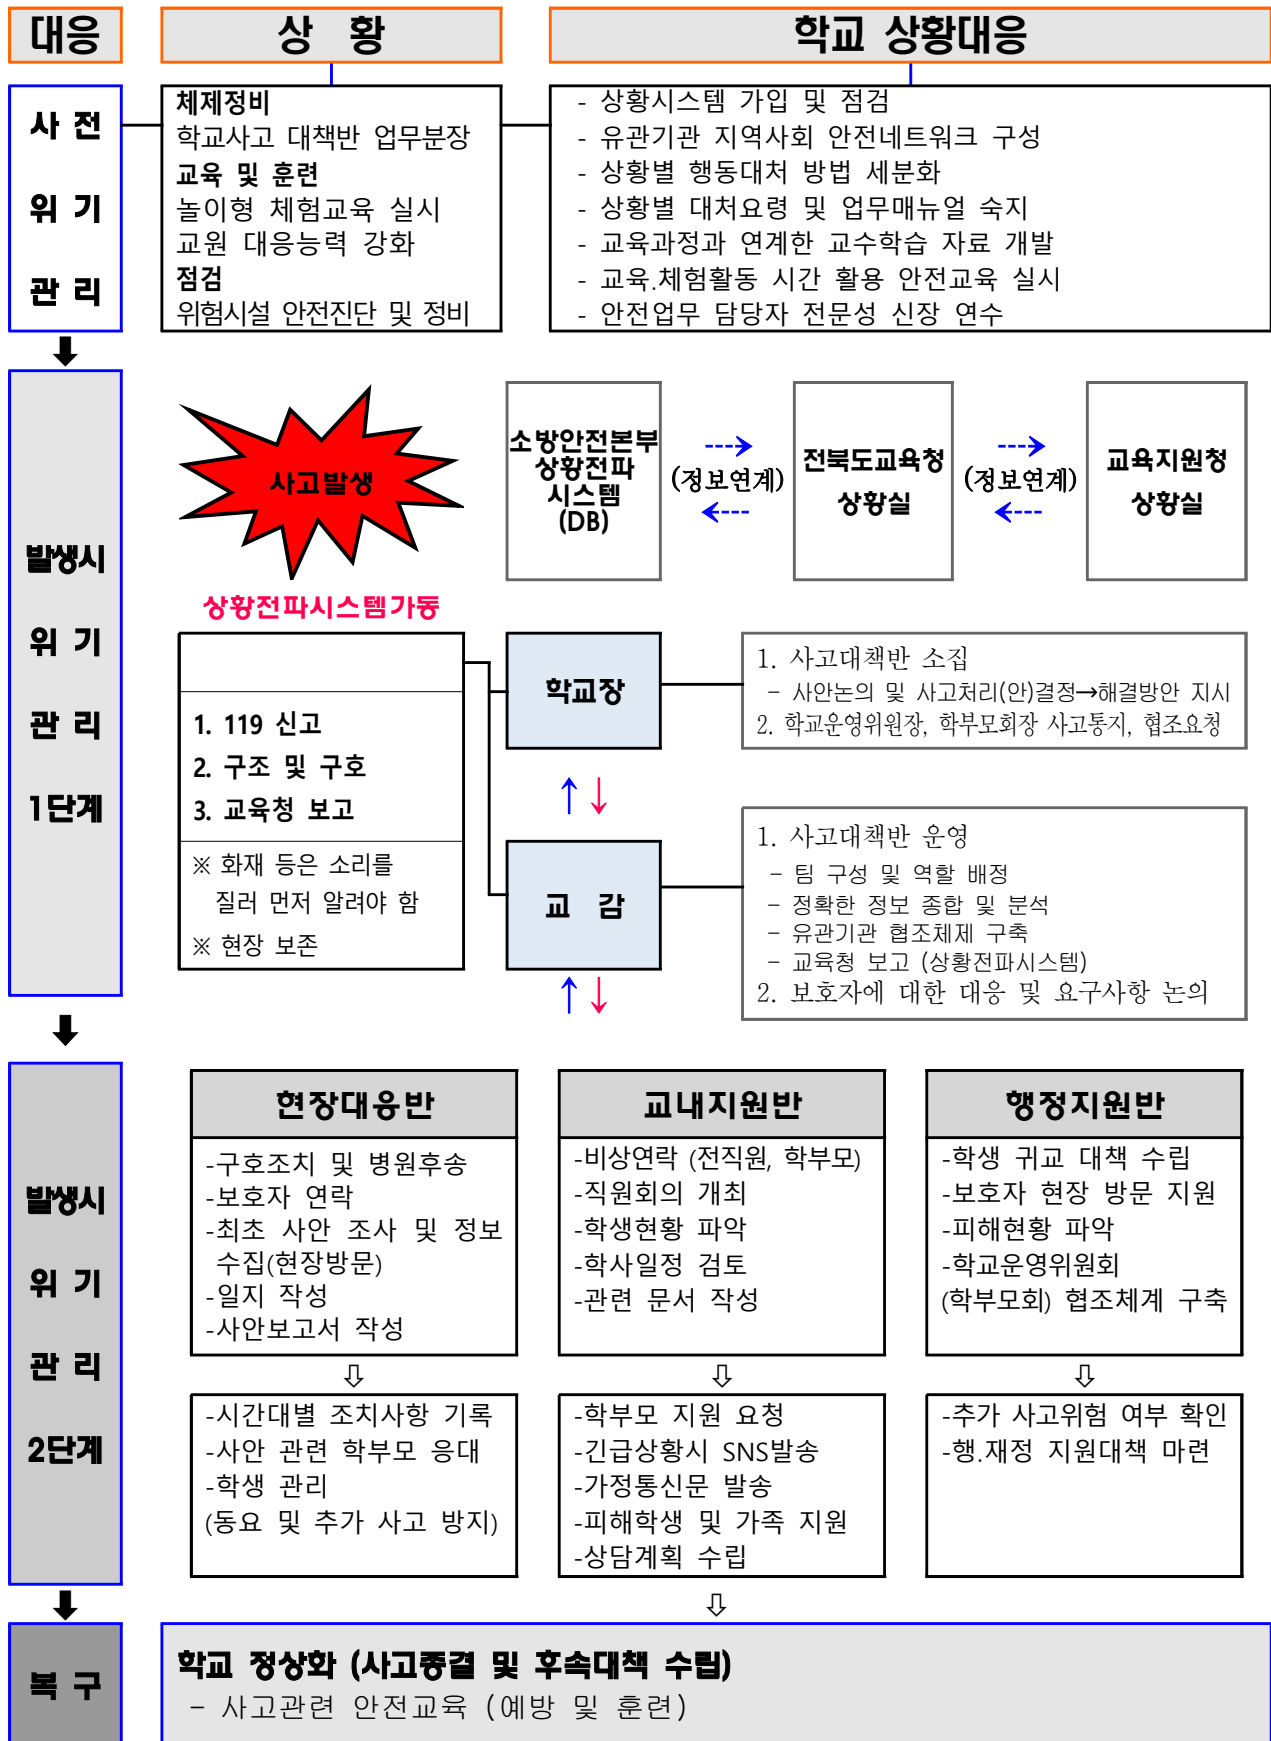 대응
상 황
학교 상황대응
사 전
위 기
관 리
체제정비
학교사고 대책반 업무분장
교육 및 훈련
놀이형 체험교육 실시
교원 대응능력 강화
점검
위험시설 안전진단 및 정비
- 상황시스템 가입 및 점검
- 유관기관 지역사회 안전네트워크 구성
- 상황별 행동대처 방법 세분화
- 상황별 대처요령 및 업무매뉴얼 숙지
- 교육과정과 연계한 교수학습 자료 개발
- 교육.체험활동 시간 활용 안전교육 실시
- 안전업무 담당자 전문성 신장 연수
발생시
위 기
관 리
1단계
사고발생
소방안전본부
상황전파
시스템
(DB)
(정보연계)
전북도교육청
상황실
(정보연계)
교육지원청
상황실
상황전파시스템가동
1. 119 신고
2. 구조 및 구호
3. 교육청 보고
※ 화재 등은 소리를
질러 먼저 알려야 함
※ 현장 보존
학교장
1. 사고대책반 소집
- 사안논의 및 사고처리(안)결정→해결방안 지시
2. 학교운영위원장, 학부모회장 사고통지, 협조요청
교 감
1. 사고대책반 운영
- 팀 구성 및 역할 배정
- 정확한 정보 종합 및 분석
- 유관기관 협조체제 구축
- 교육청 보고 (상황전파시스템)
2. 보호자에 대한 대응 및 요구사항 논의
발생시
위 기
관 리
2단계
현장대응반
-구호조치 및 병원후송
-보호자 연락
-최초 사안 조사 및 정보
수집(현장방문)
-일지 작성
-사안보고서 작성
교내지원반
-비상연락 (전직원, 학부모)
-직원회의 개최
-학생현황 파악
-학사일정 검토
-관련 문서 작성
행정지원반
-학생 귀교 대책 수립
-보호자 현장 방문 지원
-피해현황 파악
-학교운영위원회
(학부모회) 협조체계 구축
-시간대별 조치사항 기록
-사안 관련 학부모 응대
-학생 관리
(동요 및 추가 사고 방지)
-학부모 지원 요청
-긴급상황시 SNS발송
-가정통신문 발송
-피해학생 및 가족 지원
-상담계획 수립
-추가 사고위험 여부 확인
-행.재정 지원대책 마련
복 구
학교 정상화 (사고종결 및 후속대책 수립)
- 사고관련 안전교육 (예방 및 훈련)